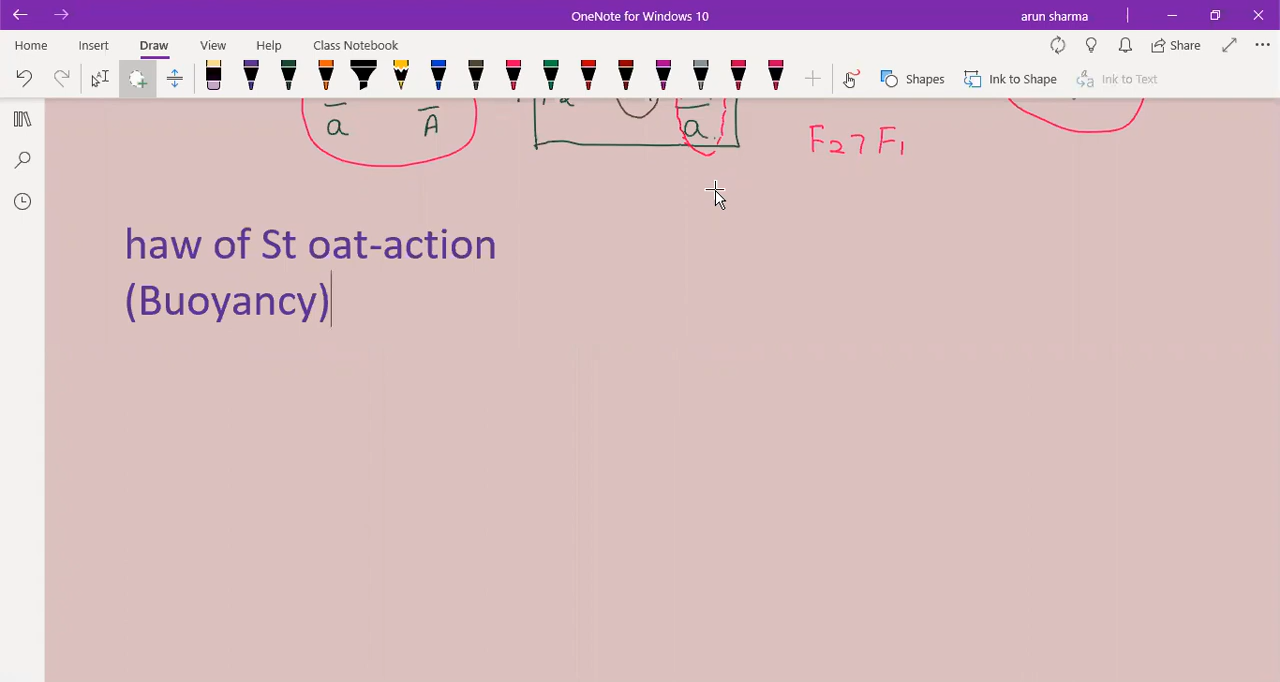 OneNote for Windows 10
arun sharma
Home Insert Draw View Help Class Notebook
Share
Shapes Ink to Shape Ink to Text
a A a
F2 > F1
haw of St oat-action
(Buoyancy)